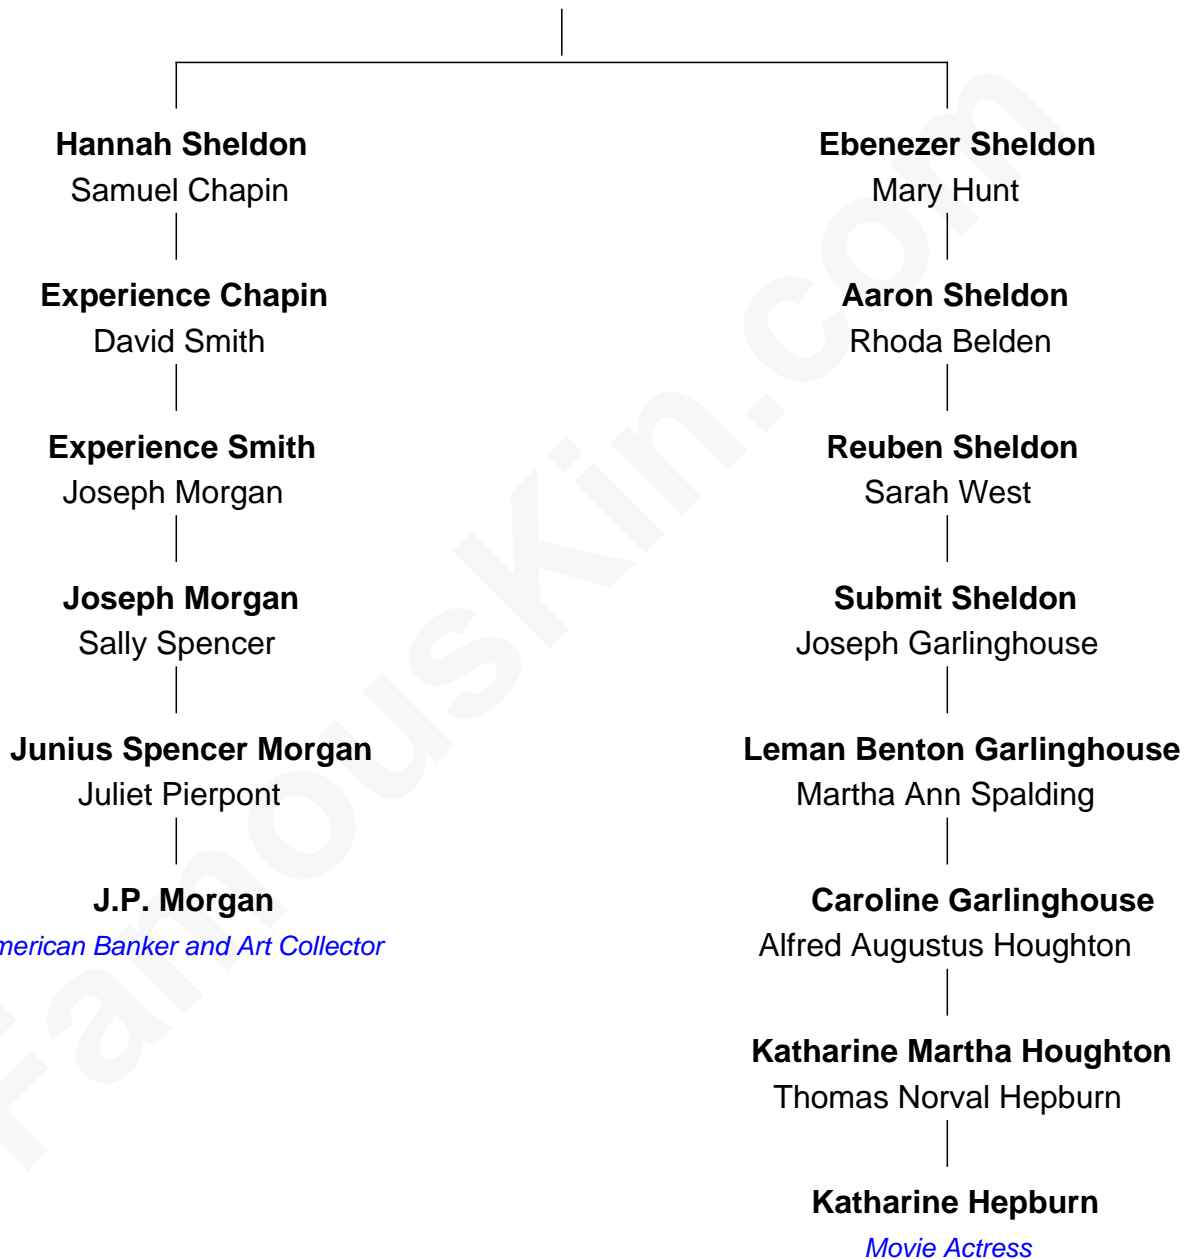 Hannah Sheldon
Samuel Chapin
Experience Chapin
David Smith
Experience Smith
Joseph Morgan
Joseph Morgan
Sally Spencer
Junius Spencer Morgan
Juliet Pierpont
J.P. Morgan
merican Banker and Art Collector
Ebenezer Sheldon
Mary Hunt
Aaron Sheldon
Rhoda Belden
Reuben Sheldon
Sarah West
Submit Sheldon
Joseph Garlinghouse
Leman Benton Garlinghouse
Martha Ann Spalding
Caroline Garlinghouse
Alfred Augustus Houghton
Katharine Martha Houghton
Thomas Norval Hepburn
Katharine Hepburn
Movie Actress
FamousKin.com